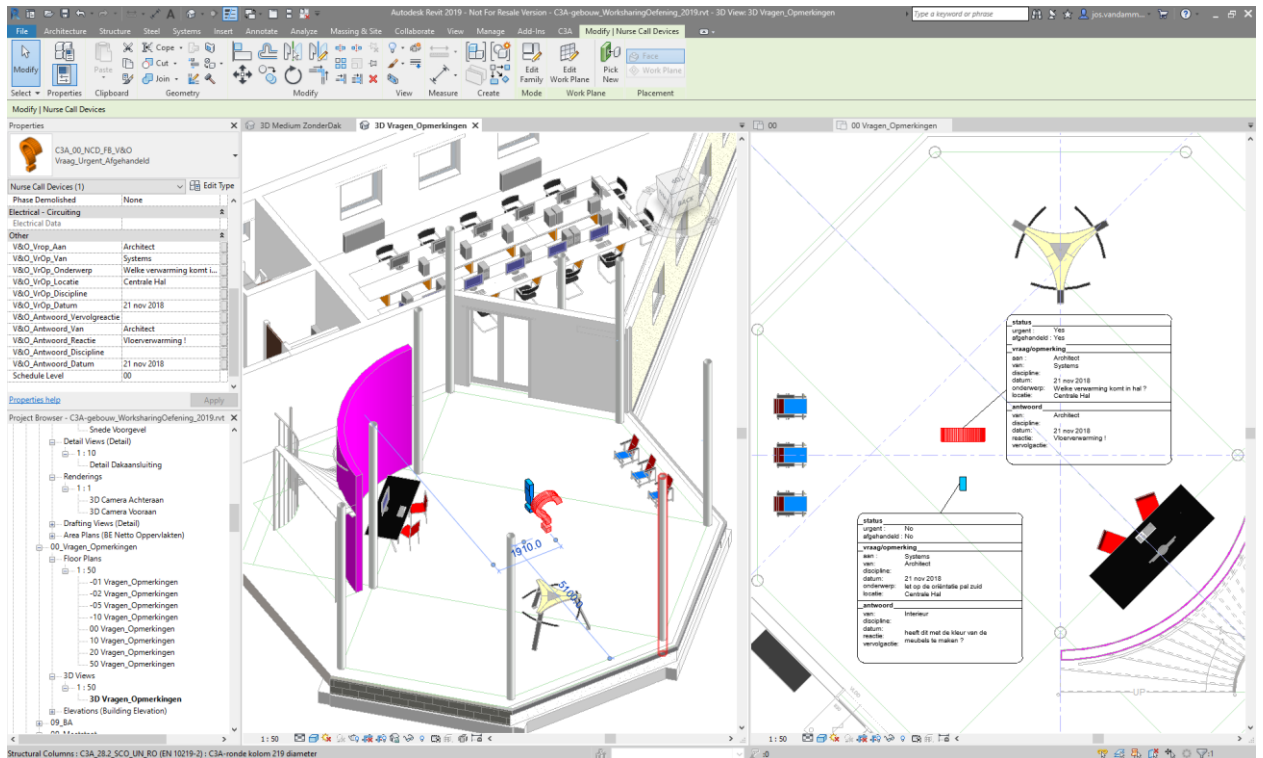 Autodesk Revit 2019 - Not For Resale Version - C3A-gebouw_WorksharingOefening_2019.rvt - 3D View: 3D Vragen_Opmerkingen
Type a keyword or phrase
jos.vandamm...
File Architecture Structure Steel Systems Insert Annotate Analyze Massing & Site Collaborate View Manage Add-Ins C3A Modify | Nurse Call Devices
Modify
Paste
Cope
Cut
Join
Edit Family
Edit Work Plane
Pick New
Face
Work Plane
Select Properties Clipboard Geometry Modify View Measure Create Mode Work Plane Placement
Modify | Nurse Call Devices
Properties
C3A_00_NCD_FB_V&O
Vraag_Urgent_Afgehandeld
Nurse Call Devices (1) Edit Type
Phase Demolished None
Electrical - Circuiting
Electrical Data
Other
V&O_Vrop_Aan Architect
V&O_VrOp_Van Systems
V&O_VrOp_Onderwerp Welke verwarming komt i...
V&O_VrOp_Locatie Centrale Hal
V&O_VrOp_Discipline
V&O_VrOp_Datum 21 nov 2018
V&O_Antwoord_Vervolgreactie
V&O_Antwoord_Van Architect
V&O_Antwoord_Reactie Vloerverwarming !
V&O_Antwoord_Discipline
V&O_Antwoord_Datum 21 nov 2018
Schedule Level 00
Properties help Apply
Project Browser - C3A-gebouw_WorksharingOefening_2019.rvt
Snede Voorgevel
Detail Views (Detail)
1 : 10
Detail Dakaansluiting
Renderings
1 : 1
3D Camera Achteraan
3D Camera Vooraan
Drafting Views (Detail)
Area Plans (BE Netto Oppervlakten)
00_Vragen_Opmerkingen
Floor Plans
1 : 50
-01 Vragen_Opmerkingen
-02 Vragen_Opmerkingen
-05 Vragen_Opmerkingen
-10 Vragen_Opmerkingen
00 Vragen_Opmerkingen
10 Vragen_Opmerkingen
20 Vragen_Opmerkingen
50 Vragen_Opmerkingen
3D Views
1 : 50
3D Vragen_Opmerkingen
Elevations (Building Elevation)
09_BA
3D Medium ZonderDak
3D Vragen_Opmerkingen
BACK
1910.0
1 : 50
00
00 Vragen_Opmerkingen
status
urgent : Yes
afgehandeld : Yes
vraag/opmerking
aan : Architect
van: Systems
discipline:
datum: 21 nov 2018
onderwerp: Welke verwarming komt in hal ?
locatie: Centrale Hal
antwoord
van: Architect
discipline:
datum: 21 nov 2018
reactie: Vloerverwarming !
vervolgactie:
status
urgent : No
afgehandeld : No
vraag/opmerking
aan : Systems
van: Architect
discipline:
datum: 21 nov 2018
onderwerp: let op de oriëntatie pal zuid
locatie: Centrale Hal
antwoord
van: Interieur
discipline:
datum:
reactie: heeft dit met de kleur van de
vervolgactie: meubels te maken ?
UP
1 : 50
Structural Columns : C3A_28.2_SCO_UN_RO (EN 10219-2) : C3A-ronde kolom 219 diameter
:0
:1